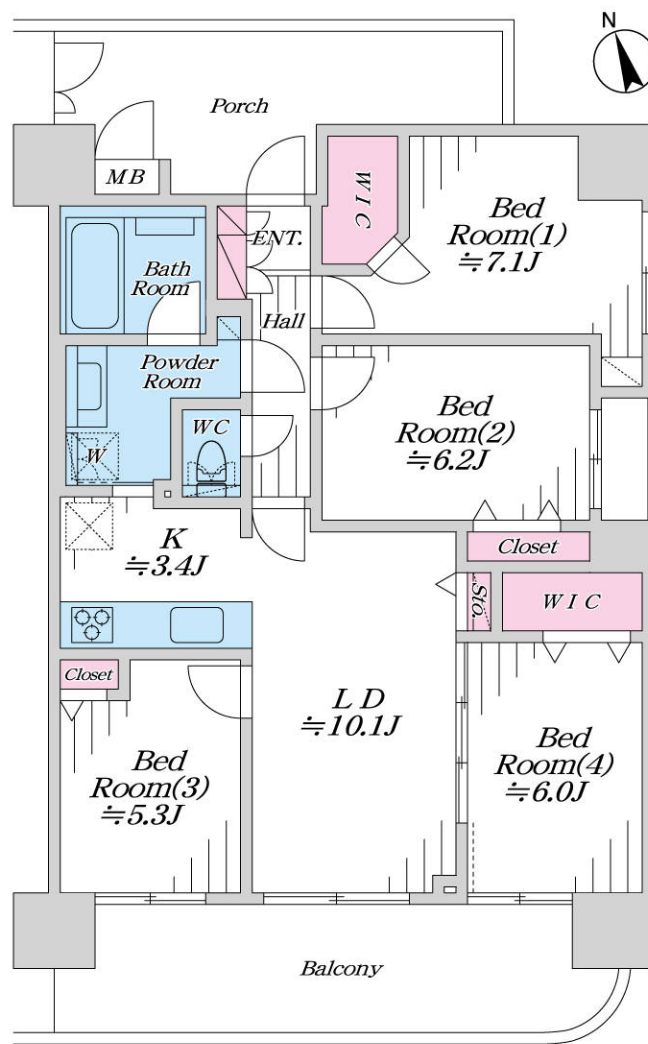 N
Porch
MB
WIC
Bed
Room(1)
≒7.1J
ENT.
Bath
Room
Hall
Powder
Room
Bed
Room(2)
≒6.2J
WC
W
K
≒3.4J
Closet
Sto.
WIC
Closet
LD
≒10.1J
Bed
Room(3)
≒5.3J
Bed
Room(4)
≒6.0J
Balcony